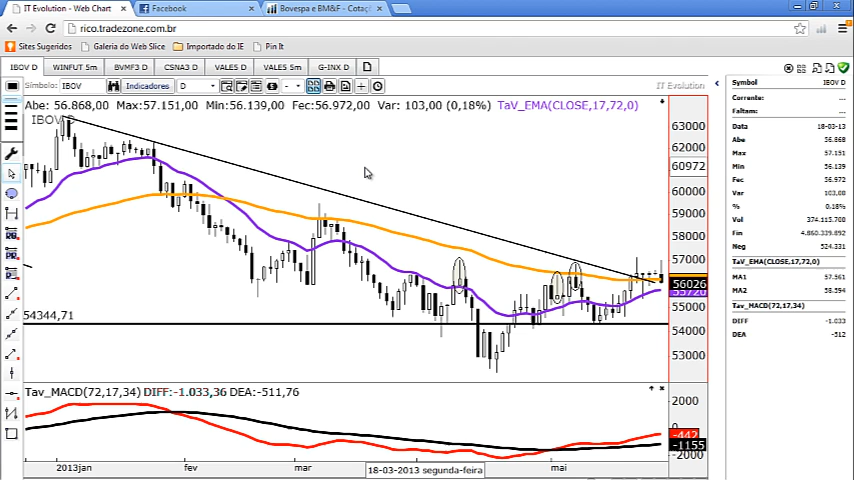 IT Evolution - Web Chart
Facebook
Bovespa e BM&F - Cotaç
rico.tradezone.com.br
Sites Sugeridos
Galeria do Web Slice
Importado do IE
Pin It
IBOV D
WINFUT 5m
BVMF3 D
CSNA3 D
VALE5 D
VALE5 5m
G-INX D
Símbolo:
IBOV
Indicadores
D
IT Evolution
Abe: 56.868,00 Max:57.151,00 Min:56.139,00 Fec:56.972,00 Var: 103,00 (0,18%) TaV_EMA(CLOSE,17,72,0)
IBOV D
63000
62000
60972
60000
59000
58000
57000
56026
55720
55000
54344,71
54000
53000
Tav_MACD(72,17,34) DIFF:-1.033,36 DEA:-511,76
2000
-442
-1155
-2000
2013jan
fev
mar
18-03-2013 segunda-feira
mai
Symbol IBOV D
Corrente: ...
Faltam: ...
Data 18-03-13
Abe 56.868
Max 57.151
Min 56.139
Fec 56.972
Var 103,00
% 0,18%
Vol 374.115.700
Fin 4.860.339.892
Neg 524.331
TaV_EMA(CLOSE,17,72,0)
MA1 57.561
MA2 58.594
Tav_MACD(72,17,34)
DIFF -1.033
DEA -512